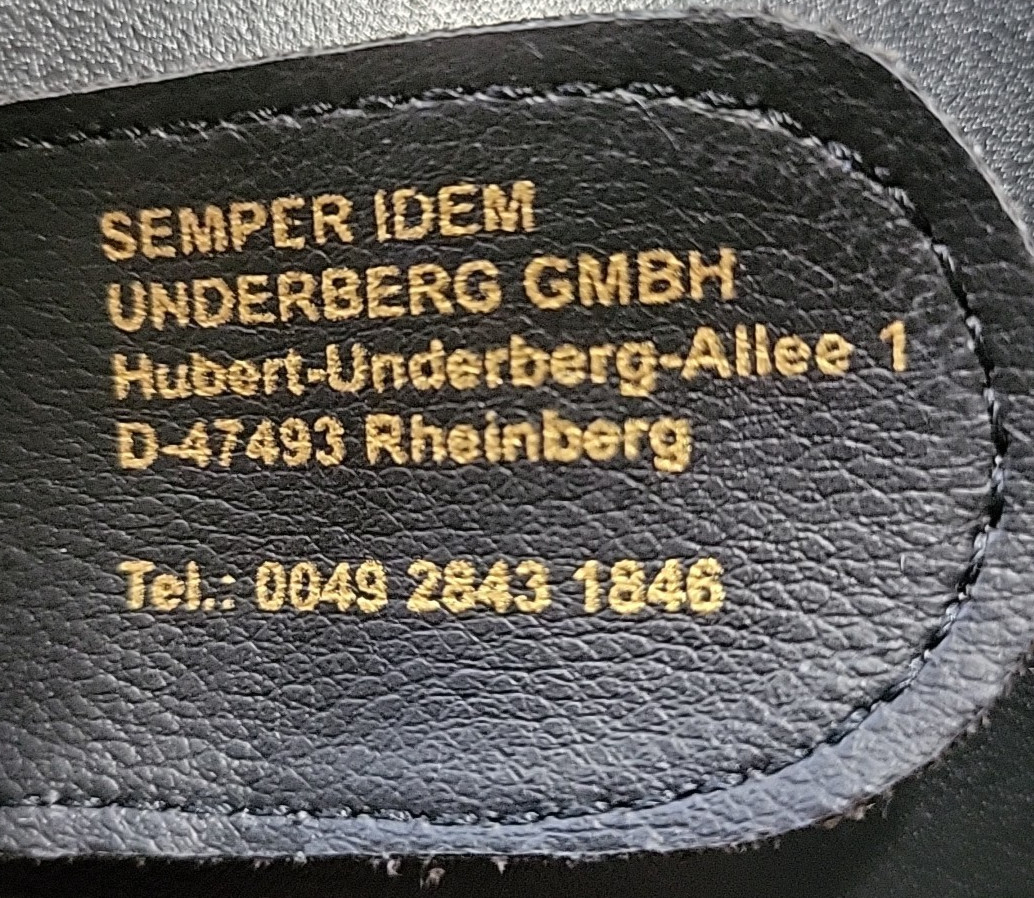 SEMPER IDEM
UNDERBERG GMBH
Hubert-Underberg-Allee 1
D-47493 Rheinberg
Tel.: 0049 2843 1846